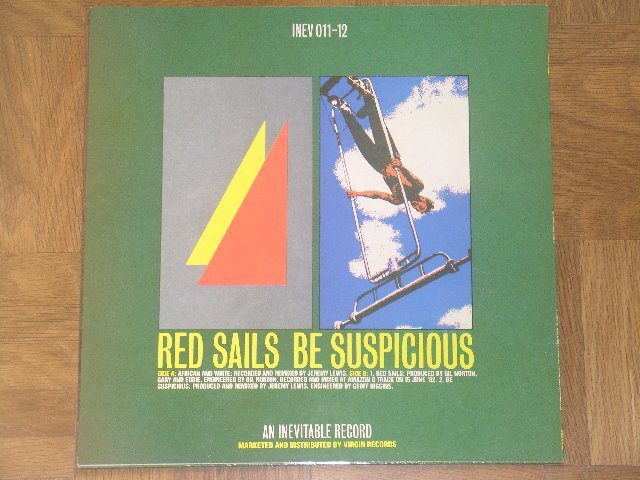 INEV 011-12
RED SAILS BE SUSPICIOUS
SIDE A: AFRICAN AND WHITE: RECORDED AND REMIXED BY JEREMY LEWIS. SIDE B: 1. RED SAILS: PRODUCED BY GIL NORTON,
GARY AND EDDIE. ENGINEERED BY GIL NORTON. RECORDED AND MIXED AT AMAZON 8 TRACK ON 15 JUNE '82. 2. BE
SUSPICIOUS: PRODUCED AND REMIXED BY JEREMY LEWIS. ENGINEERED BY GEOFF HIGGINS.
AN INEVITABLE RECORD
MARKETED AND DISTRIBUTED BY VIRGIN RECORDS